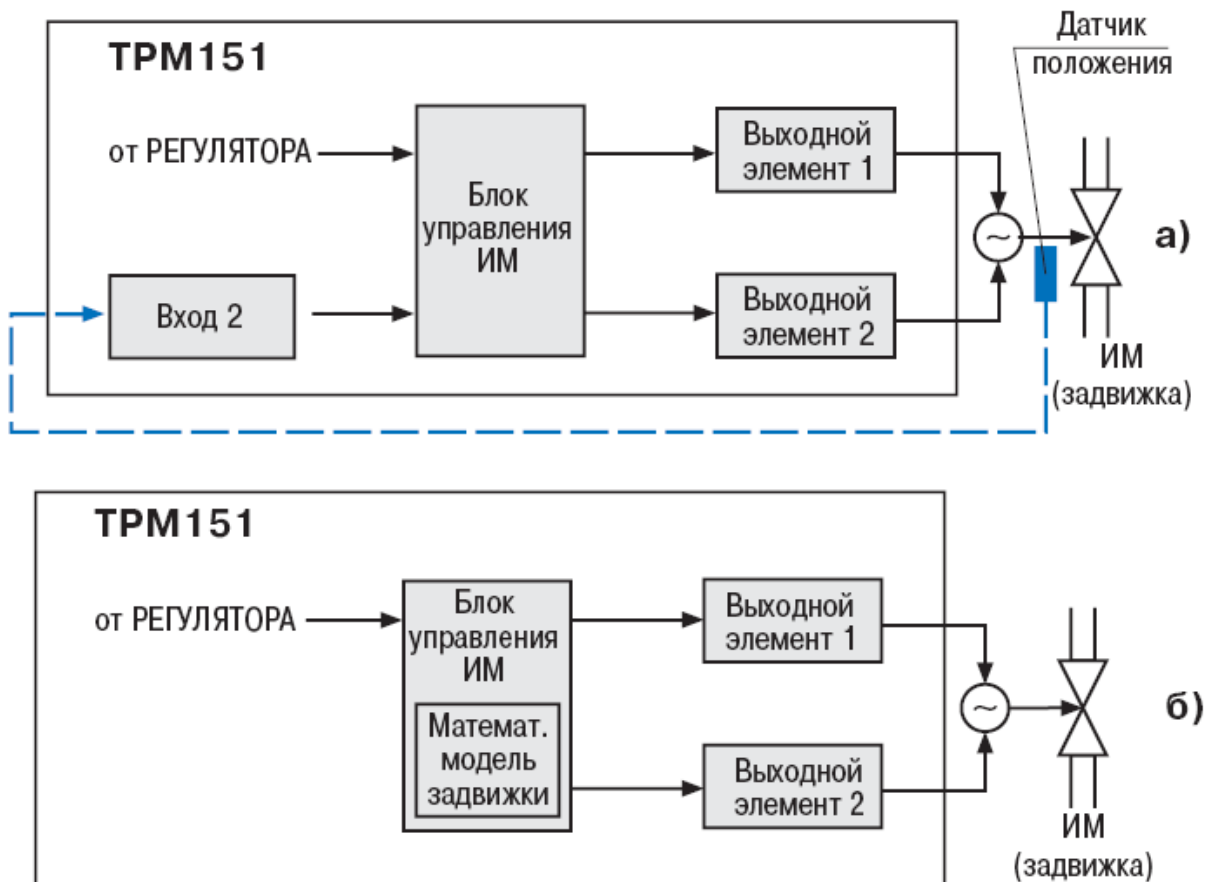 Датчик
положения
ТРМ151
от РЕГУЛЯТОРА
Блок
управления
ИМ
Выходной
элемент 1
~
а)
Вход 2
Выходной
элемент 2
ИМ
(задвижка)
ТРМ151
от РЕГУЛЯТОРА
Блок
управления
ИМ
Математ.
модель
задвижки
Выходной
элемент 1
~
б)
Выходной
элемент 2
ИМ
(задвижка)